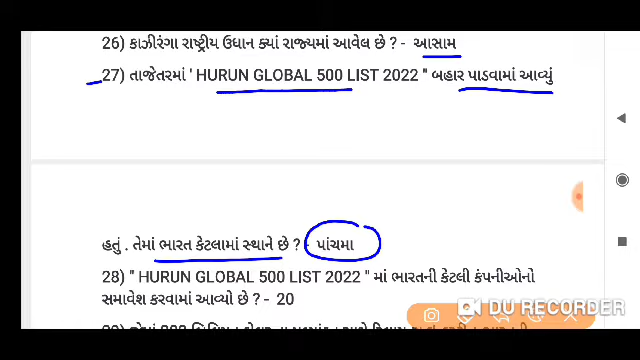 26) કાઝીરંગા રાષ્ટ્રીય ઉધાન ક્યાં રાજ્યમાં આવેલ છે ? - આસામ
27) તાજેતરમાં ' HURUN GLOBAL 500 LIST 2022 " બહાર પાડવામાં આવ્યું
હતું . તેમાં ભારત કેટલામાં સ્થાને છે ? - પાંચમા
28) " HURUN GLOBAL 500 LIST 2022 " માં ભારતની કેટલી કંપનીઓનો
સમાવેશ કરવામાં આવ્યો છે ? - 20
DU RECORDER